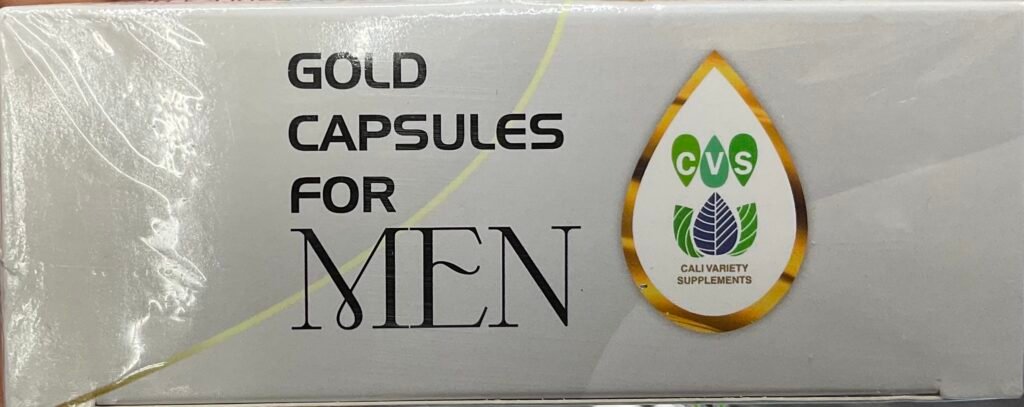 GOLD
CAPSULES
FOR
MEN
CVS
CALI VARIETY
SUPPLEMENTS